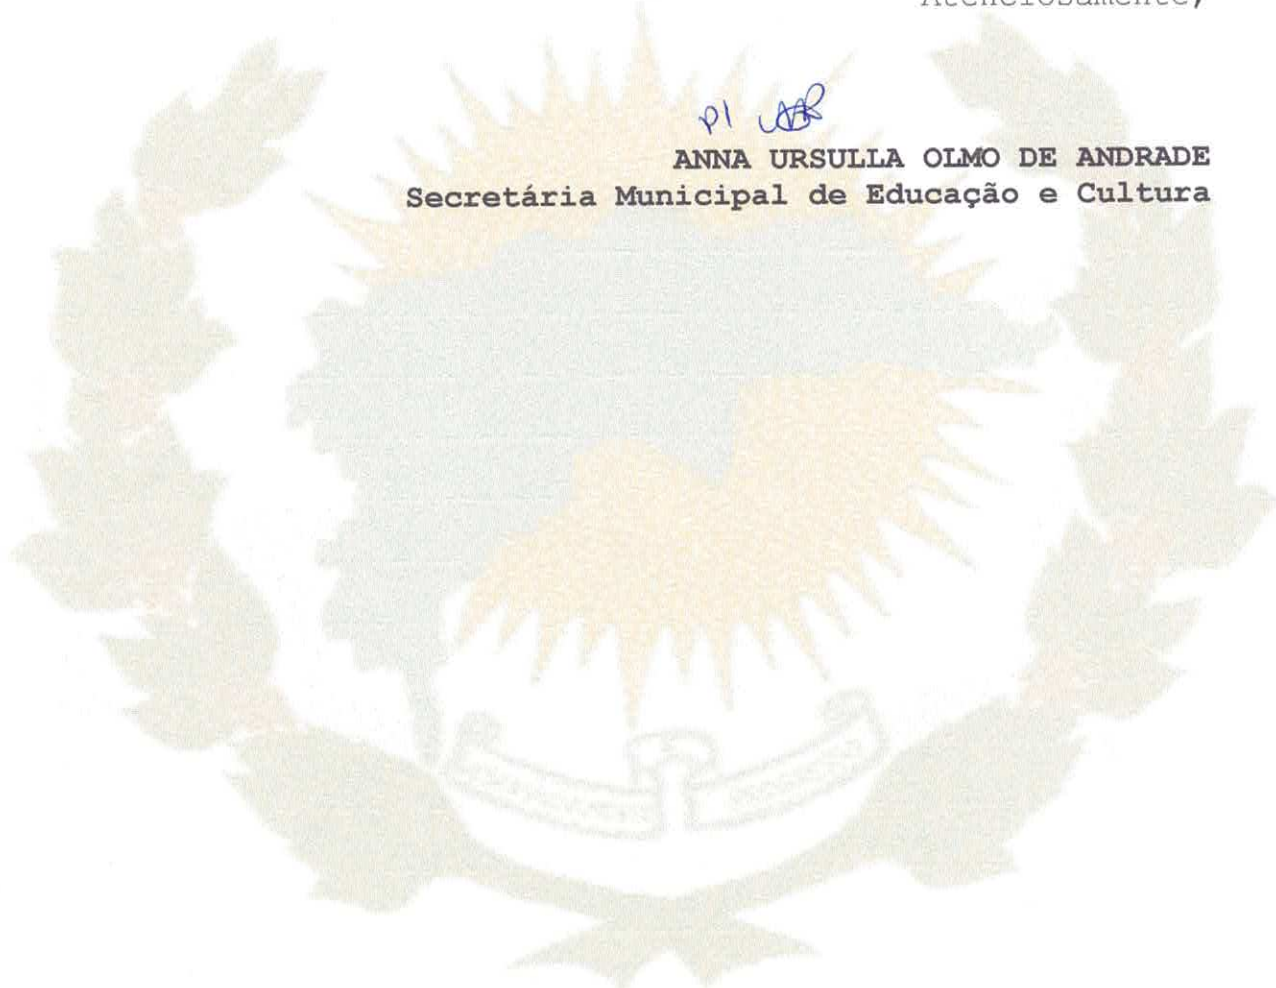 Atenciosamente,
ANNA URSULLA OLMO DE ANDRADE
Secretária Municipal de Educação e Cultura